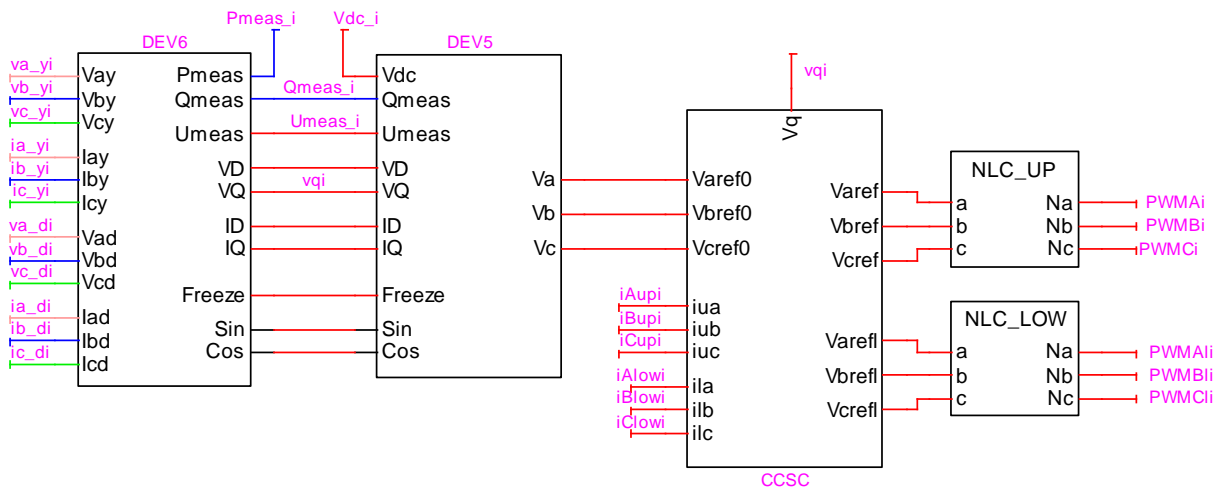 Pmeas_i
Vdc_i
DEV6
DEV5
va_yi
vb_yi
vc_yi
ia_yi
ib_yi
ic_yi
va_di
vb_di
vc_di
ia_di
ib_di
ic_di
Vay
Vby
Vcy
Iay
Iby
Icy
Vad
Vbd
Vcd
Iad
Ibd
Icd
Pmeas
Qmeas
Umeas
VD
VQ
ID
IQ
Freeze
Sin
Cos
Qmeas_i
Umeas_i
vqi
Vdc
Qmeas
Umeas
VD
VQ
ID
IQ
Freeze
Sin
Cos
Va
Vb
Vc
vqi
Vq
Varef0
Vbref0
Vcref0
iAupi
iBupi
iCupi
iAlowi
iBlowi
iClowi
iua
iub
iuc
ila
ilb
ilc
Varef
Vbref
Vcref
Varefl
Vbrefl
Vcrefl
CCSC
NLC_UP
a
b
c
Na
Nb
Nc
PWMAi
PWMBi
PWMCi
NLC_LOW
a
b
c
Na
Nb
Nc
PWMAli
PWMBli
PWMCli